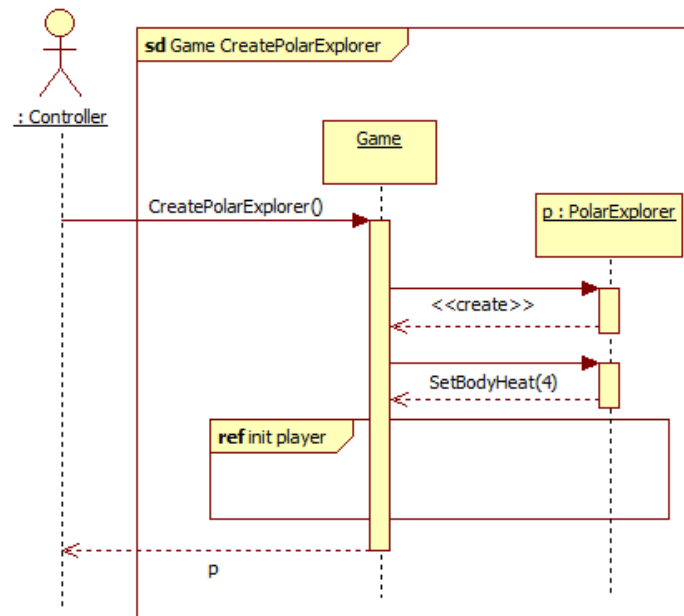 sd Game CreatePolarExplorer
: Controller
Game
CreatePolarExplorer()
p : PolarExplorer
<<create>>
SetBodyHeat(4)
ref init player
p